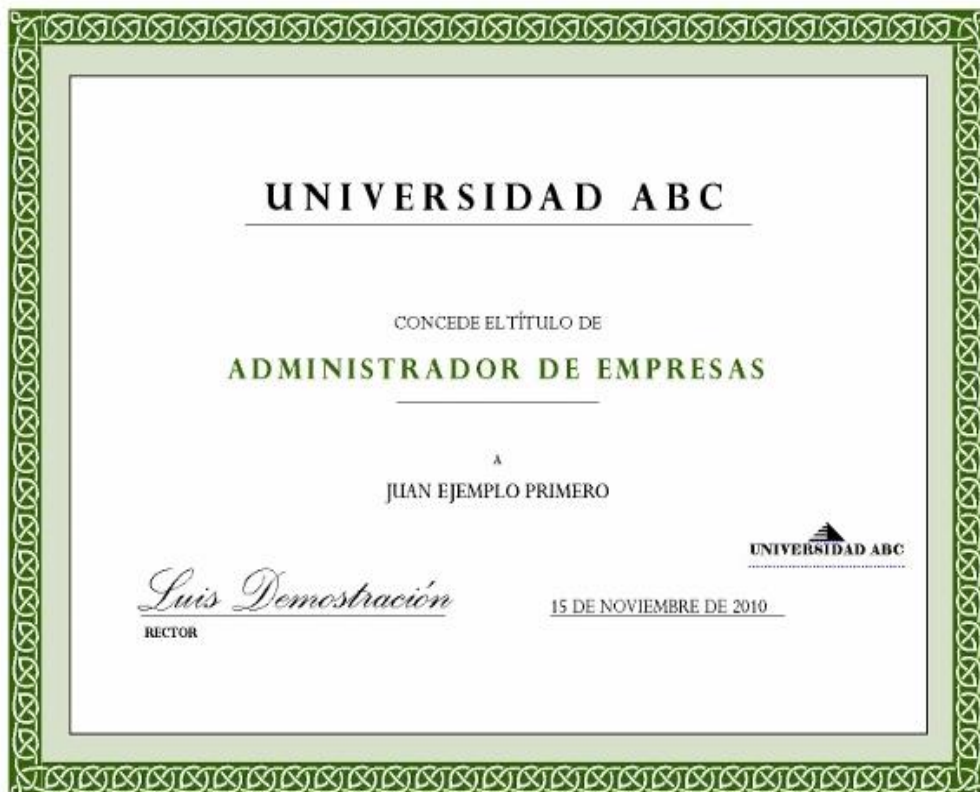 UNIVERSIDAD ABC
CONCEDE EL TÍTULO DE
ADMINISTRADOR DE EMPRESAS
A
JUAN EJEMPLO PRIMERO
UNIVERSIDAD ABC
Luis Demostración
15 DE NOVIEMBRE DE 2010
RECTOR